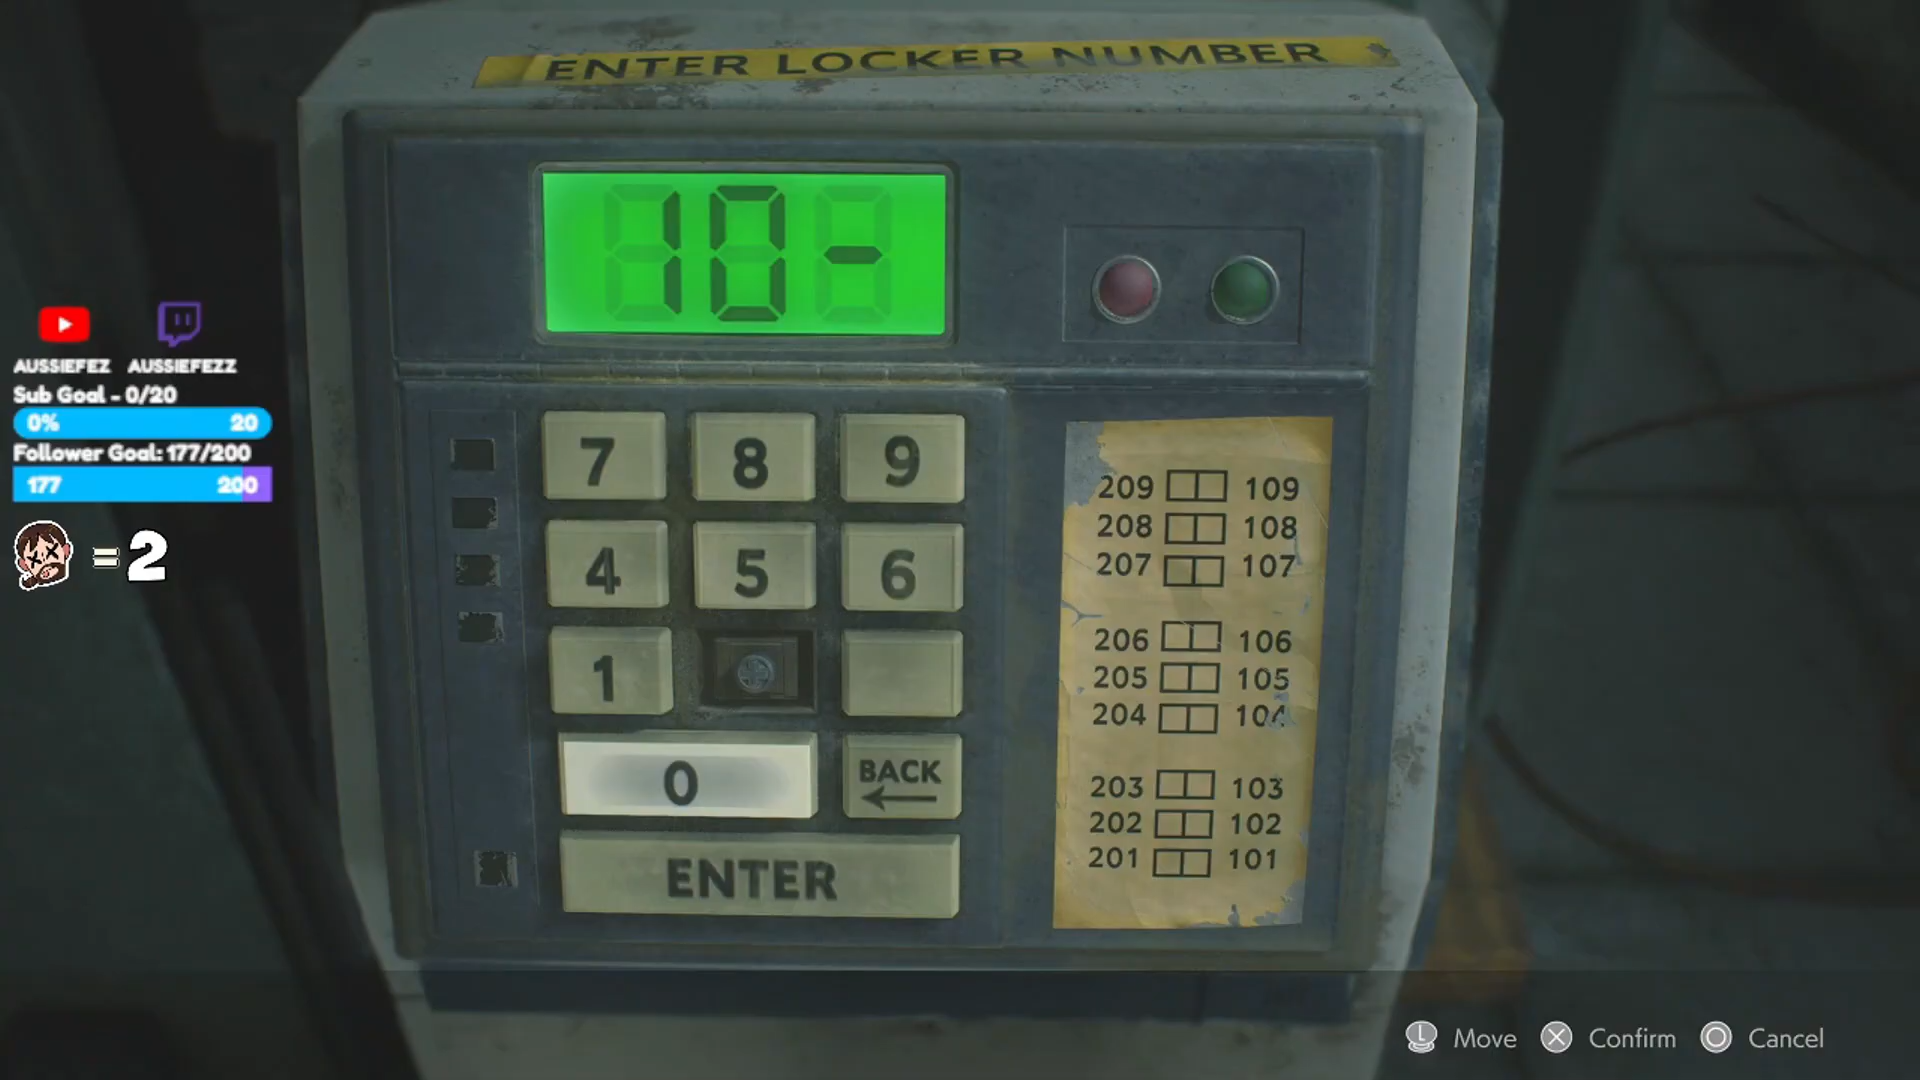 ENTER LOCKER NUMBER
10-
AUSSIEFEZ AUSSIEFEZZ
Sub Goal - 0/20
0% 20
Follower Goal: 177/200
177 200
= 2
7 8 9
4 5 6
1
0 BACK
ENTER
209 109
208 108
207 107
206 106
205 105
204 104
203 103
202 102
201 101
L Move Confirm Cancel